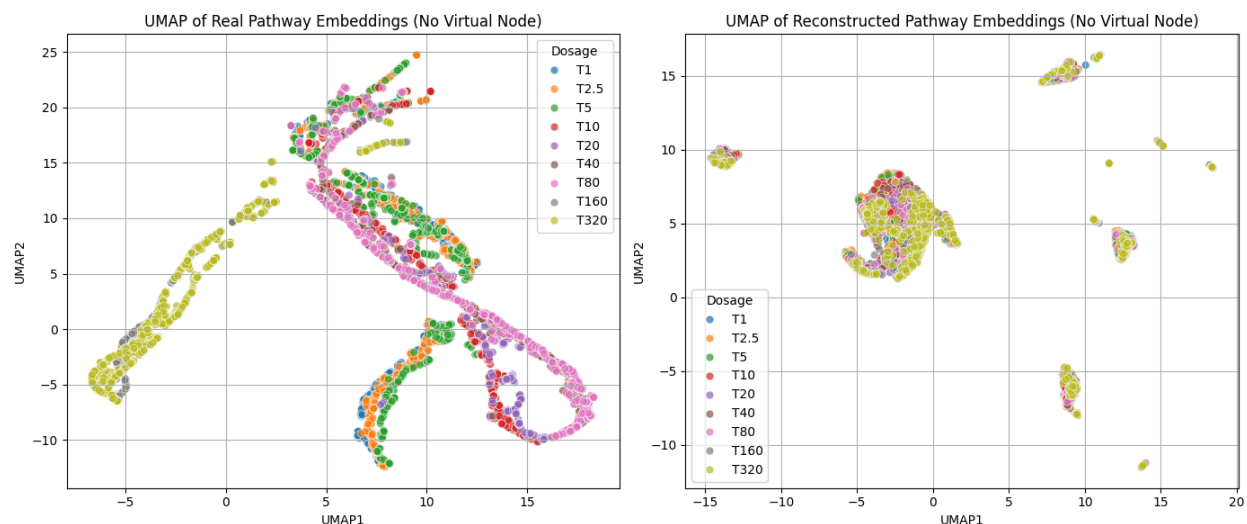 UMAP of Real Pathway Embeddings (No Virtual Node)
UMAP2
25
20
15
10
5
0
−5
−10
−5
0
5
10
15
UMAP1
Dosage
T1
T2.5
T5
T10
T20
T40
T80
T160
T320
UMAP of Reconstructed Pathway Embeddings (No Virtual Node)
UMAP2
15
10
5
0
−5
−10
−15
−10
−5
0
5
10
15
20
UMAP1
Dosage
T1
T2.5
T5
T10
T20
T40
T80
T160
T320